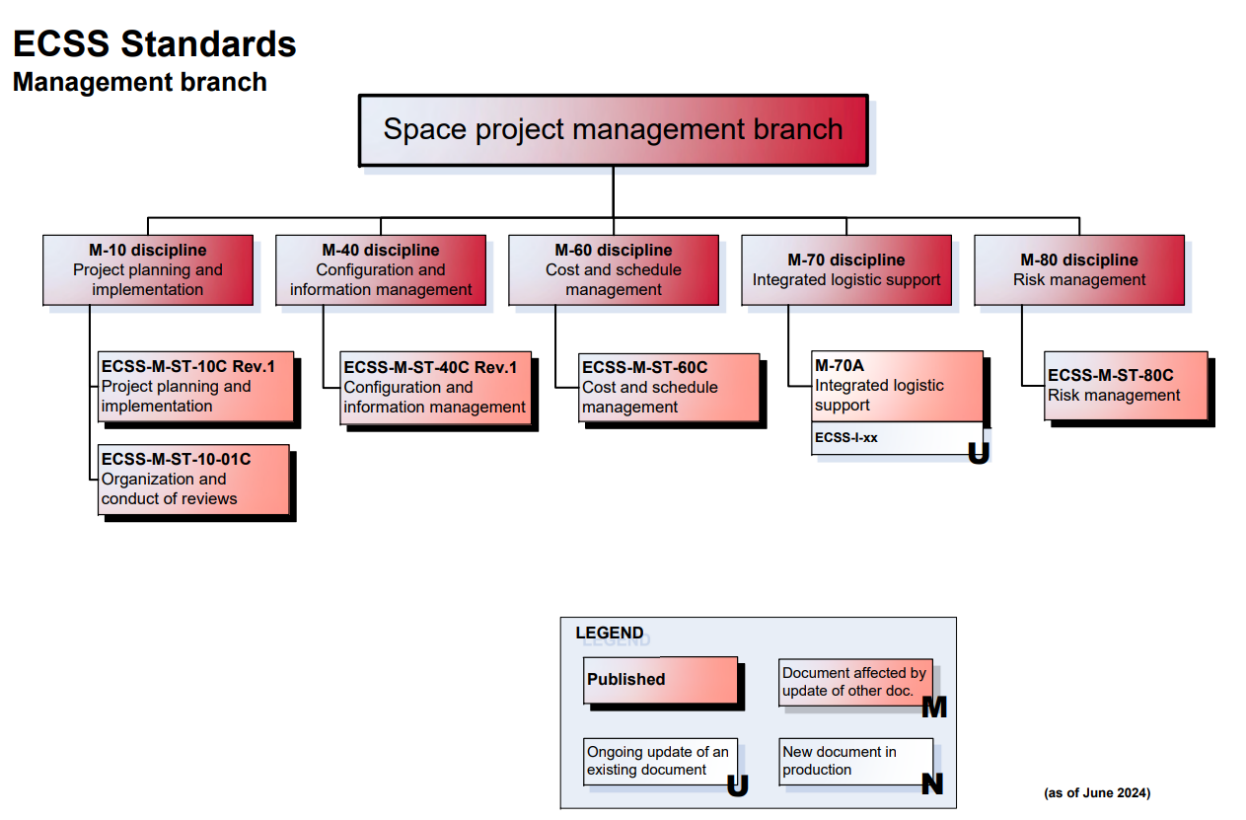 ECSS Standards
Management branch
Space project management branch
M-10 discipline
Project planning and
implementation
M-40 discipline
Configuration and
information management
M-60 discipline
Cost and schedule
management
M-70 discipline
Integrated logistic support
M-80 discipline
Risk management
ECSS-M-ST-10C Rev.1
Project planning and
implementation
ECSS-M-ST-10-01C
Organization and
conduct of reviews
ECSS-M-ST-40C Rev.1
Configuration and
information management
ECSS-M-ST-60C
Cost and schedule
management
M-70A
Integrated logistic
support
ECSS-I-xx
U
ECSS-M-ST-80C
Risk management
LEGEND
Published
Document affected by
update of other doc.
M
Ongoing update of an
existing document
U
New document in
production
N
(as of June 2024)